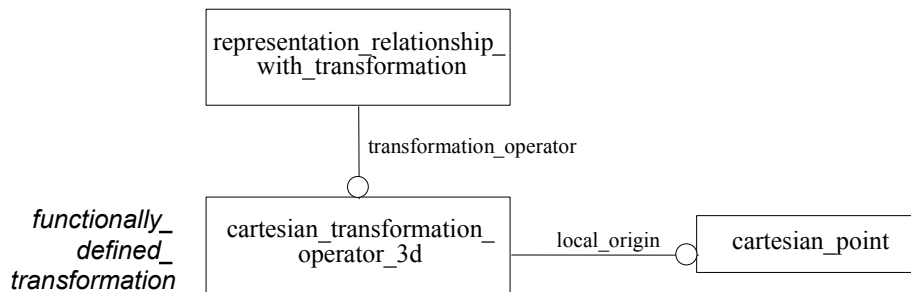 representation_relationship_
with_transformation
transformation_operator
functionally_
defined_
transformation
cartesian_transformation_
operator_3d
local_origin
cartesian_point